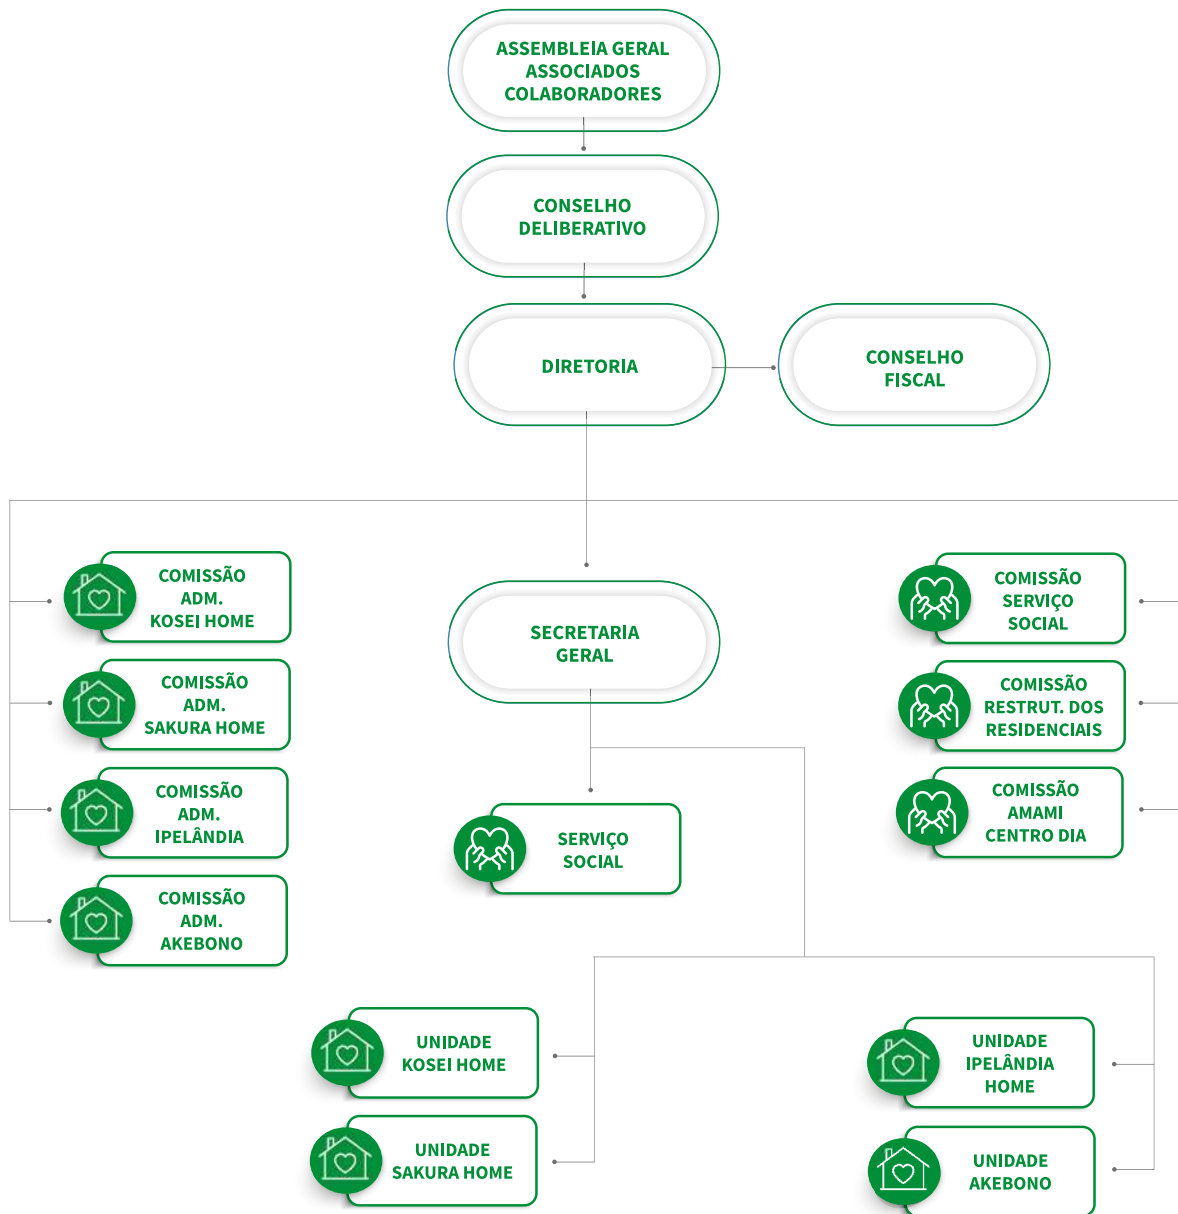 ASSEMBLEIA GERAL
ASSOCIADOS
COLABORADORES
CONSELHO
DELIBERATIVO
DIRETORIA
CONSELHO
FISCAL
COMISSÃO
ADM.
KOSEI HOME
COMISSÃO
ADM.
SAKURA HOME
COMISSÃO
ADM.
IPELÂNDIA
COMISSÃO
ADM.
AKEBONO
SECRETARIA
GERAL
SERVIÇO
SOCIAL
COMISSÃO
SERVIÇO
SOCIAL
COMISSÃO
RESTRUT. DOS
RESIDENCIAIS
COMISSÃO
AMAMI
CENTRO DIA
UNIDADE
KOSEI HOME
UNIDADE
SAKURA HOME
UNIDADE
IPELÂNDIA
HOME
UNIDADE
AKEBONO